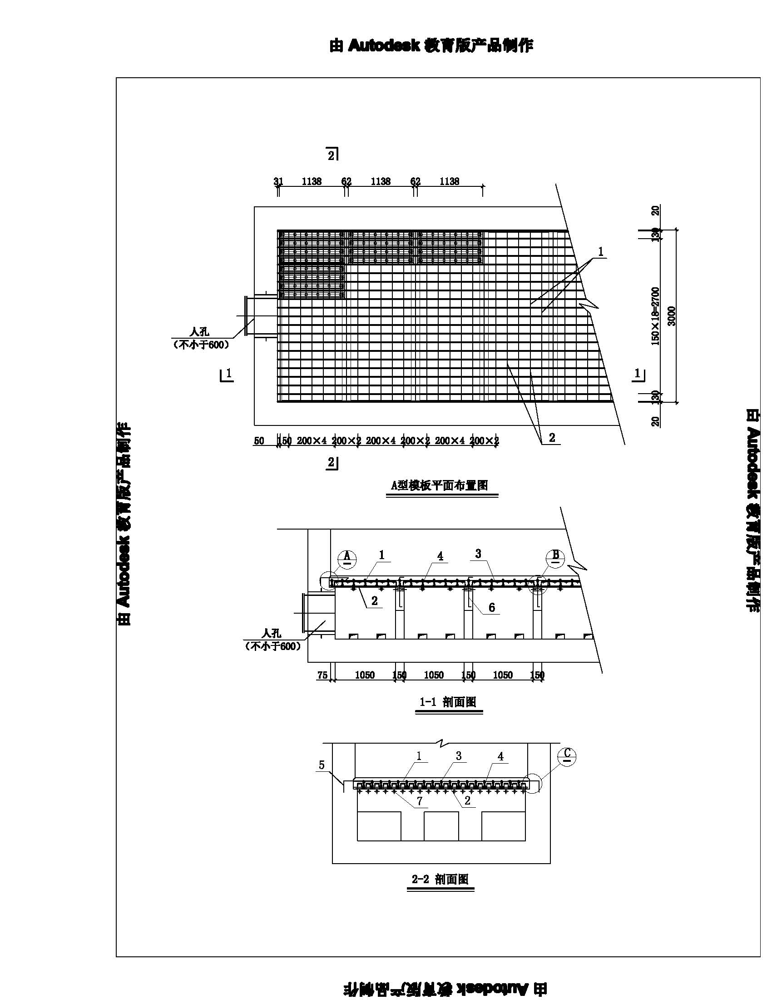 由 Autodesk 教育版产品制作
2
31 1138 62 1138 62 1138
20
130
1
150×18=2700
3000
人孔
(不小于600)
1 1
130
20
50 150 200×4 200×2 200×4 200×2 200×4 200×2
2
2
A型模板平面布置图
由 Autodesk 教育版产品制作
由 Autodesk 教育版产品制作
A 1 4 3 B
2 6
人孔
(不小于600)
75 1050 150 1050 150 1050 150
1-1 剖面图
5 1 3 4 C
7 2
2-2 剖面图
由 Autodesk 教育版产品制作